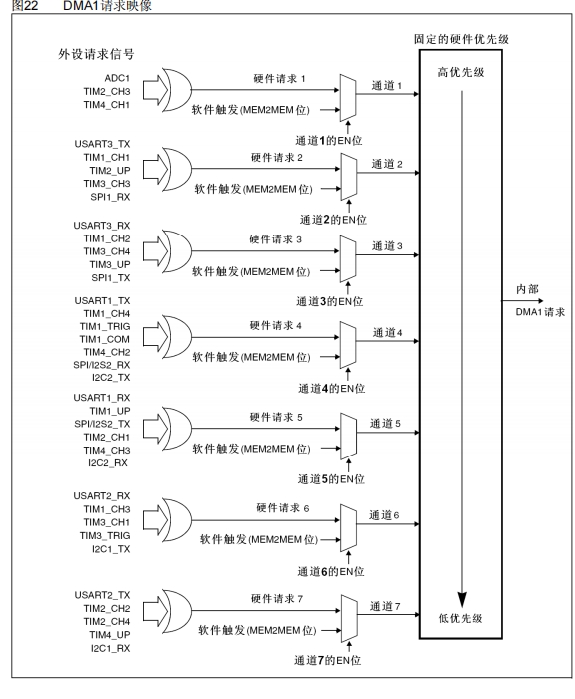 图22 DMA1请求映像
固定的硬件优先级
外设请求信号
高优先级
ADC1
TIM2_CH3
TIM4_CH1
硬件请求 1
软件触发(MEM2MEM 位)
通道 1
通道1的EN位
USART3_TX
TIM1_CH1
TIM2_UP
TIM3_CH3
SPI1_RX
硬件请求 2
软件触发(MEM2MEM 位)
通道 2
通道2的EN位
USART3_RX
TIM1_CH2
TIM3_CH4
TIM3_UP
SPI1_TX
硬件请求 3
软件触发(MEM2MEM 位)
通道 3
通道3的EN位
内部
DMA1请求
USART1_TX
TIM1_CH4
TIM1_TRIG
TIM1_COM
TIM4_CH2
SPI/I2S2_RX
I2C2_TX
硬件请求 4
软件触发(MEM2MEM 位)
通道4
通道4的EN位
USART1_RX
TIM1_UP
SPI/I2S2_TX
TIM2_CH1
TIM4_CH3
I2C2_RX
硬件请求 5
软件触发(MEM2MEM 位)
通道 5
通道5的EN位
USART2_RX
TIM1_CH3
TIM3_CH1
TIM3_TRIG
I2C1_TX
硬件请求 6
软件触发(MEM2MEM 位)
通道6
通道6的EN位
USART2_TX
TIM2_CH2
TIM2_CH4
TIM4_UP
I2C1_RX
硬件请求 7
软件触发(MEM2MEM 位)
通道7
通道7的EN位
低优先级